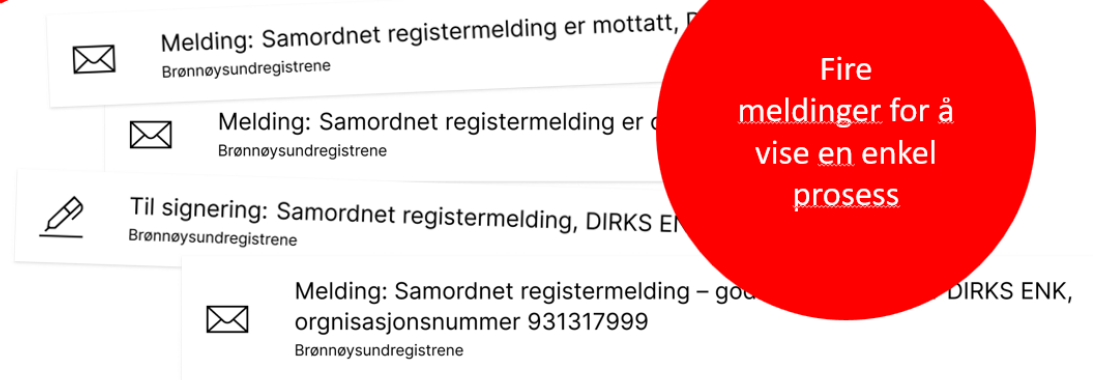 Melding: Samordnet registermelding er mottatt,
Brønnøysundregistrene
Melding: Samordnet registermelding er
Brønnøysundregistrene
Til signering: Samordnet registermelding, DIRKS
Brønnøysundregistrene
Melding: Samordnet registermelding – DIRKS ENK,
orgnisasjonsnummer 931317999
Brønnøysundregistrene
Fire
meldinger for å
vise en enkel
prosess